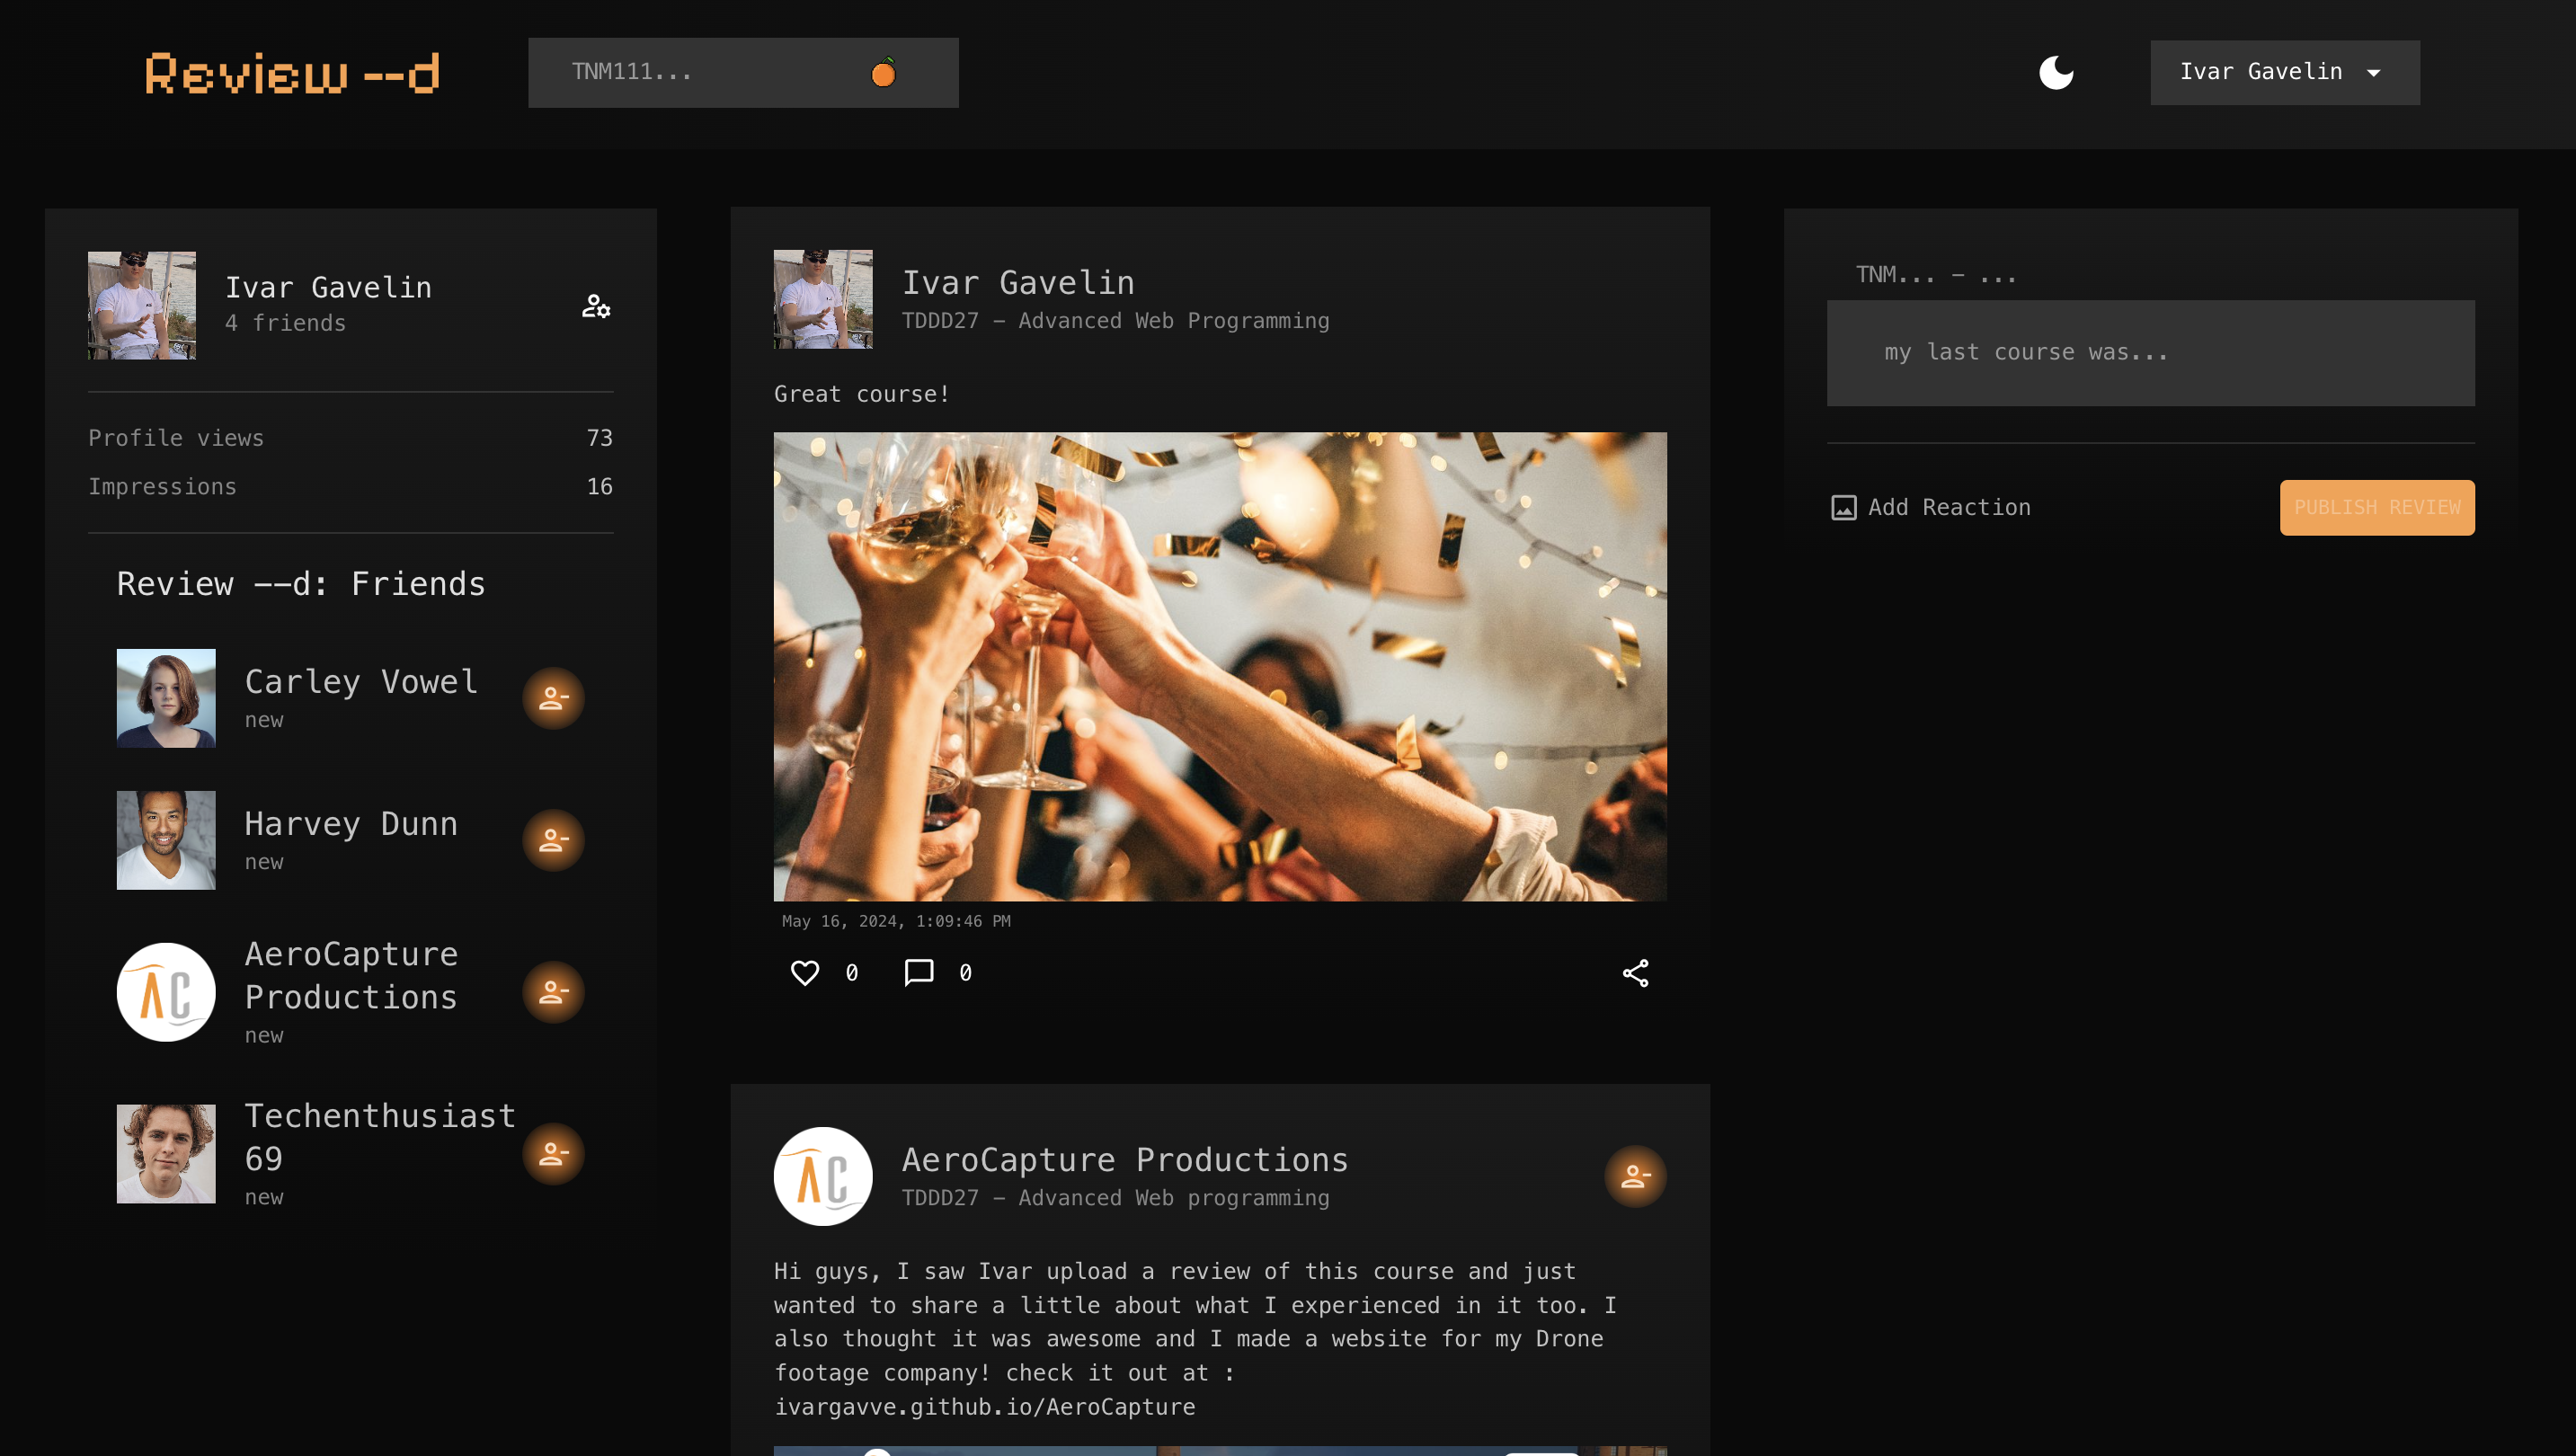 Review --d
TNM111...
Ivar Gavelin
Ivar Gavelin
4 friends
Profile views 73
Impressions 16
Review --d: Friends
Carley Vowel
new
Harvey Dunn
new
AC
AeroCapture
Productions
new
Techenthusiast
69
new
Ivar Gavelin
TDDD27 - Advanced Web Programming
Great course!
May 16, 2024, 1:09:46 PM
0 0
AC
AeroCapture Productions
TDDD27 - Advanced Web programming
Hi guys, I saw Ivar upload a review of this course and just
wanted to share a little about what I experienced in it too. I
also thought it was awesome and I made a website for my Drone
footage company! check it out at :
ivargavve.github.io/AeroCapture
TNM... - ...
my last course was...
Add Reaction
PUBLISH REVIEW